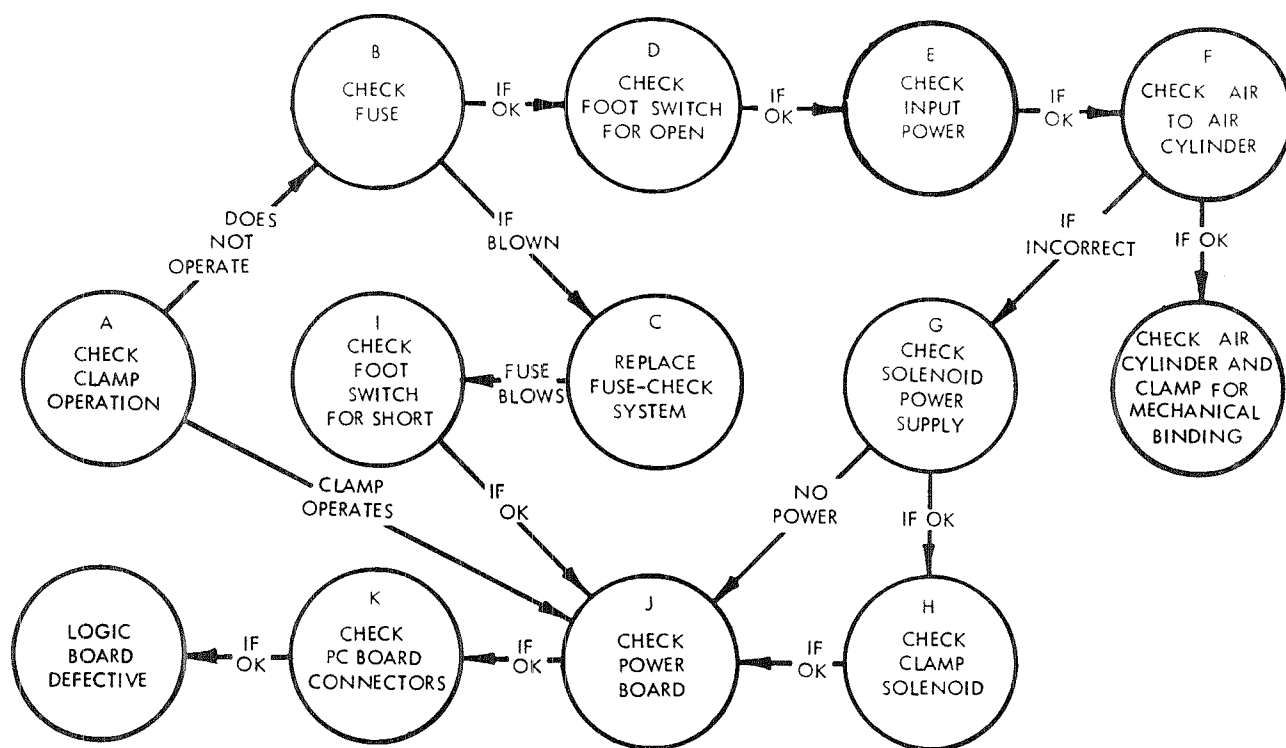 B
CHECK
FUSE
IF
OK
D
CHECK
FOOT SWITCH
FOR OPEN
IF
OK
E
CHECK
INPUT
POWER
IF
OK
F
CHECK AIR
TO AIR
CYLINDER
DOES
NOT
OPERATE
IF
BLOWN
IF
INCORRECT
IF OK
A
CHECK
CLAMP
OPERATION
I
CHECK
FOOT
SWITCH
FOR SHORT
FUSE
BLOWS
C
REPLACE
FUSE-CHECK
SYSTEM
G
CHECK
SOLENOID
POWER
SUPPLY
CHECK AIR
CYLINDER AND
CLAMP FOR
MECHANICAL
BINDING
CLAMP
OPERATES
IF
OK
NO
POWER
IF OK
LOGIC
BOARD
DEFECTIVE
IF
OK
K
CHECK
PC BOARD
CONNECTORS
IF
OK
J
CHECK
POWER
BOARD
IF
OK
H
CHECK
CLAMP
SOLENOID